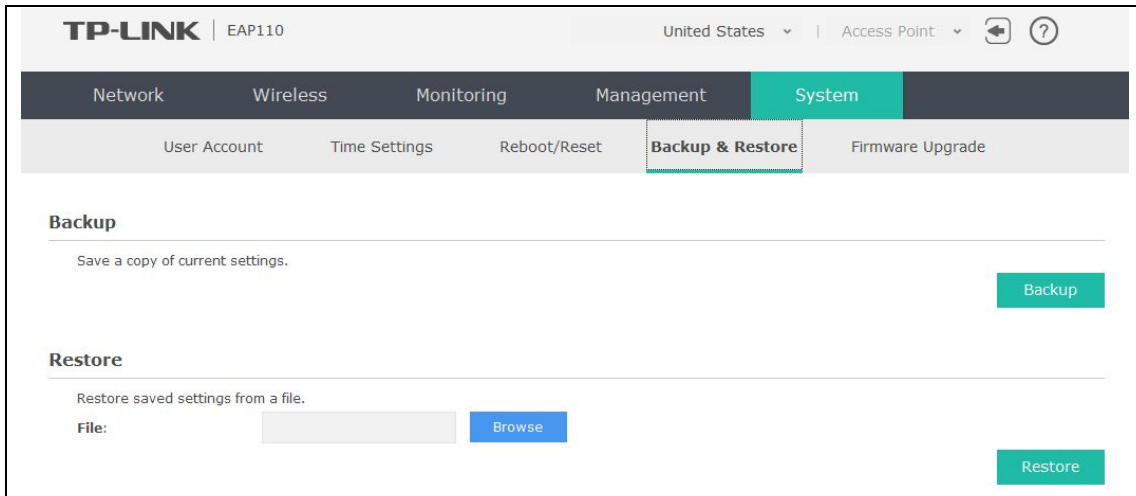 TP-LINK | EAP110 United States | Access Point ?
Network Wireless Monitoring Management System
User Account Time Settings Reboot/Reset Backup & Restore Firmware Upgrade
Backup
Save a copy of current settings.
Backup
Restore
Restore saved settings from a file.
File: Browse
Restore